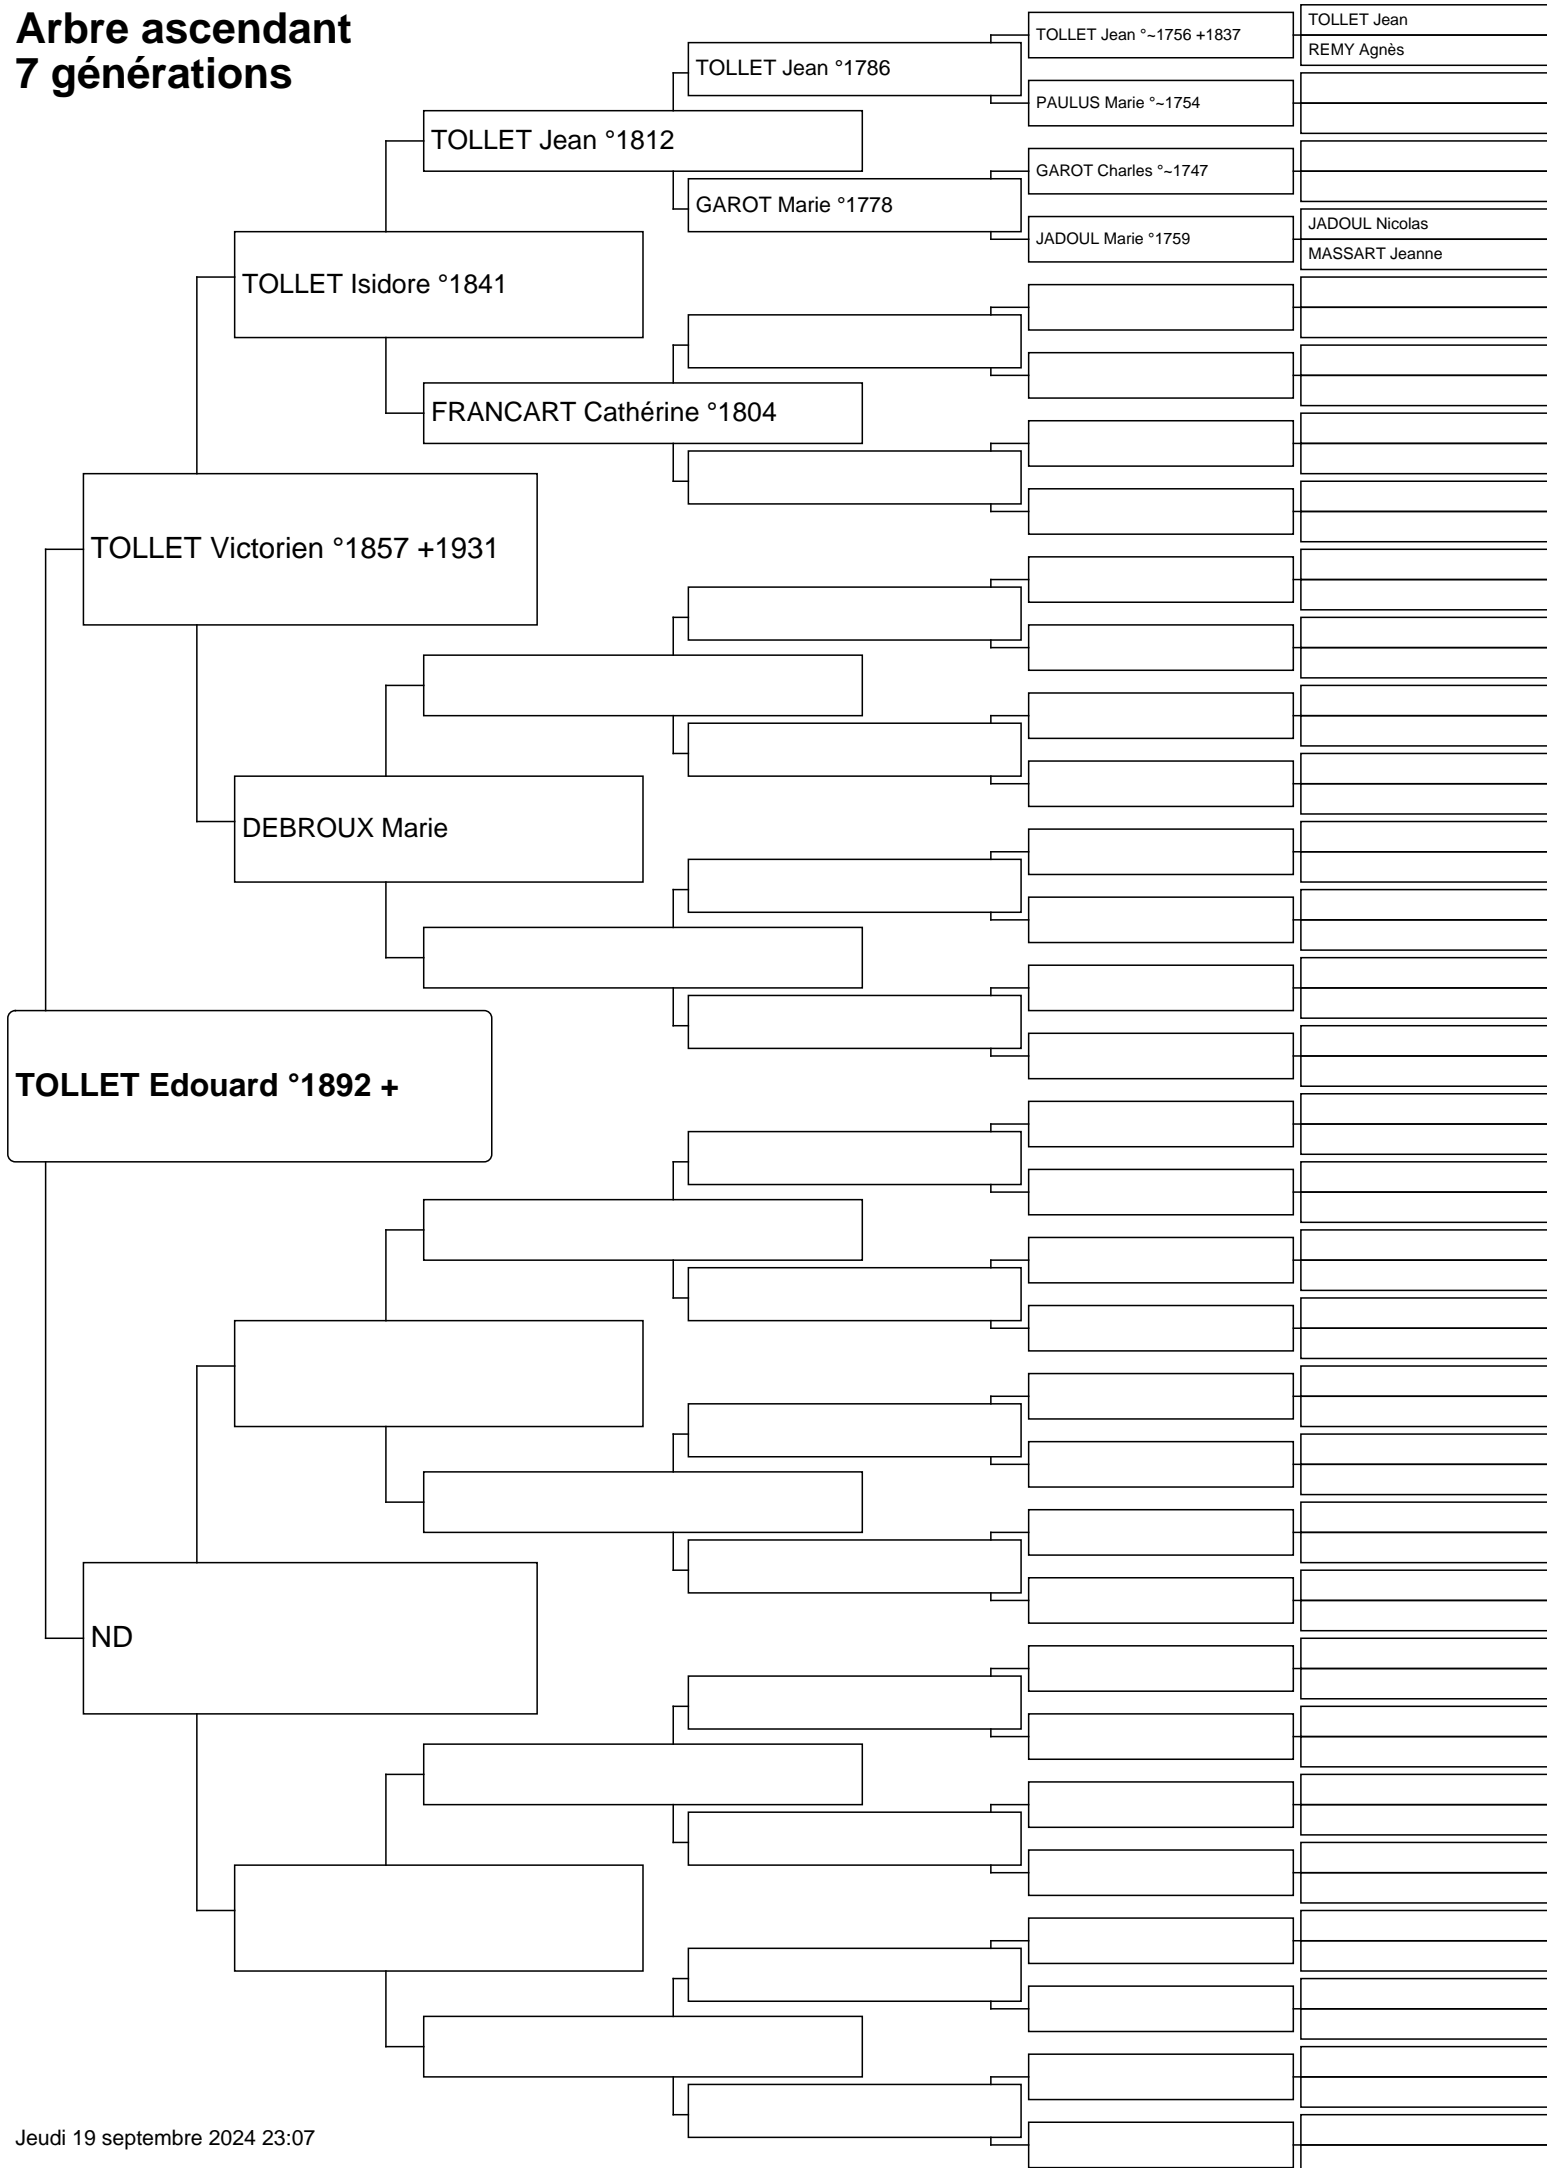 Arbre ascendant
7 générations
TOLLET Jean
REMY Agnès
TOLLET Jean °~1756 +1837
TOLLET Jean °1786
PAULUS Marie °~1754
TOLLET Jean °1812
GAROT Charles °~1747
GAROT Marie °1778
JADOUL Nicolas
JADOUL Marie °1759
MASSART Jeanne
TOLLET Isidore °1841
FRANCART Cathérine °1804
TOLLET Victorien °1857 +1931
DEBROUX Marie
TOLLET Edouard °1892 +
ND
Jeudi 19 septembre 2024 23:07